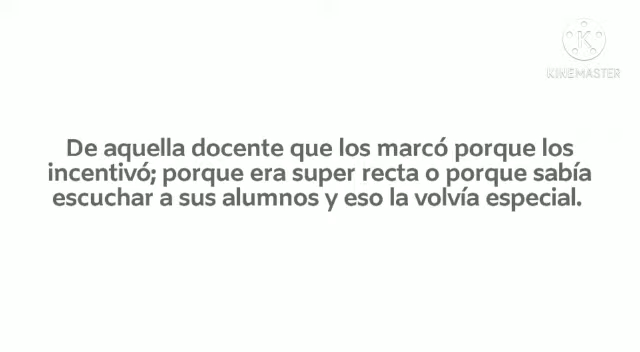 KINEMASTER
De aquella docente que los marcó porque los
incentivó; porque era super recta o porque sabía
escuchar a sus alumnos y eso la volvía especial.